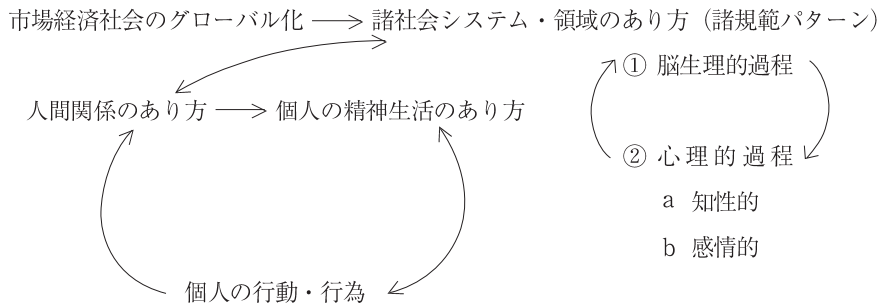 市場経済社会のグローバル化 → 諸社会システム・領域のあり方（諸規範パターン）
① 脳生理的過程
人間関係のあり方 → 個人の精神生活のあり方
② 心理的過程
a 知性的
b 感情的
個人の行動・行為